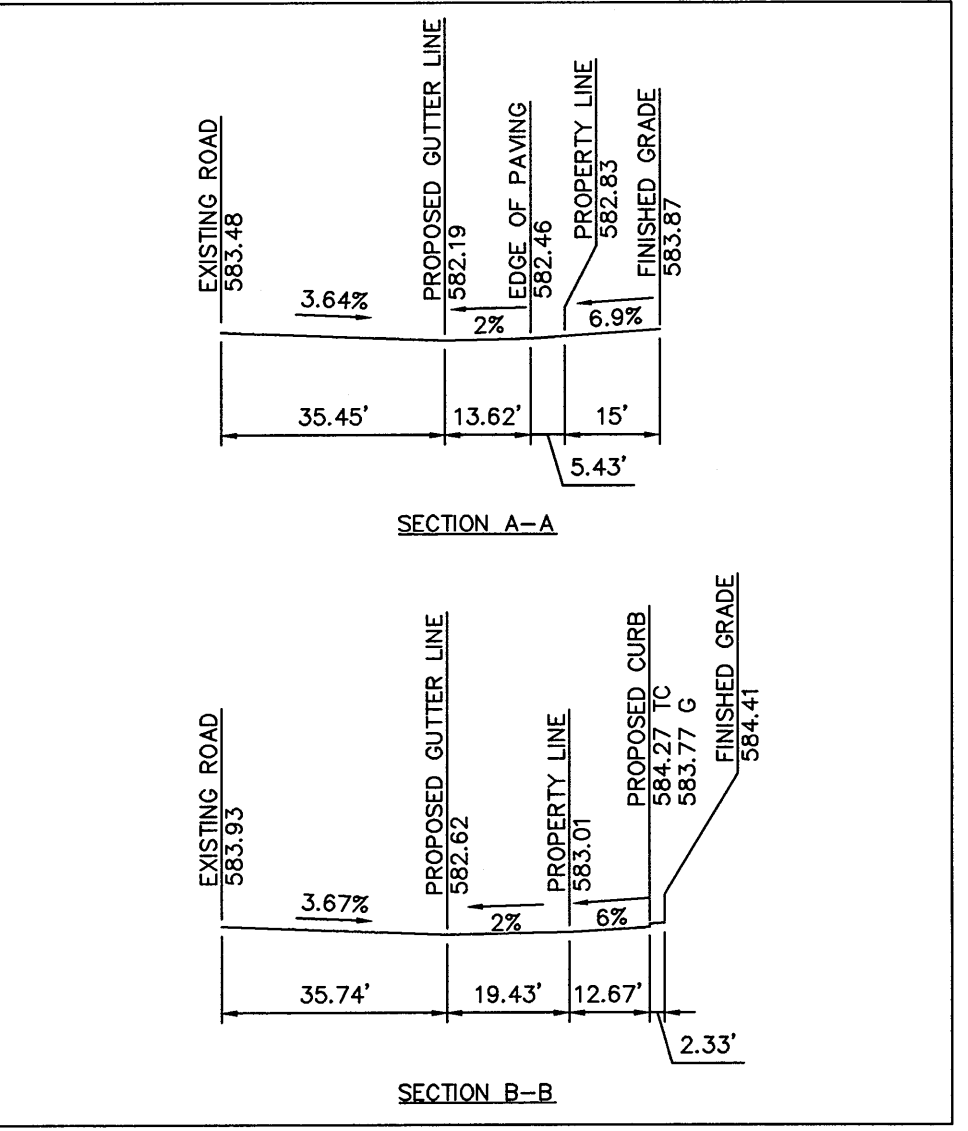 EXISTING ROAD
583.48
PROPOSED GUTTER LINE
582.19
EDGE OF PAVING
582.46
PROPERTY LINE
582.83
FINISHED GRADE
583.87
3.64%
2%
6.9%
35.45'
13.62'
15'
5.43'
SECTION A-A
EXISTING ROAD
583.93
PROPOSED GUTTER LINE
582.62
PROPERTY LINE
583.01
PROPOSED CURB
584.27 TC
583.77 G
FINISHED GRADE
584.41
3.67%
2%
6%
35.74'
19.43'
12.67'
2.33'
SECTION B-B